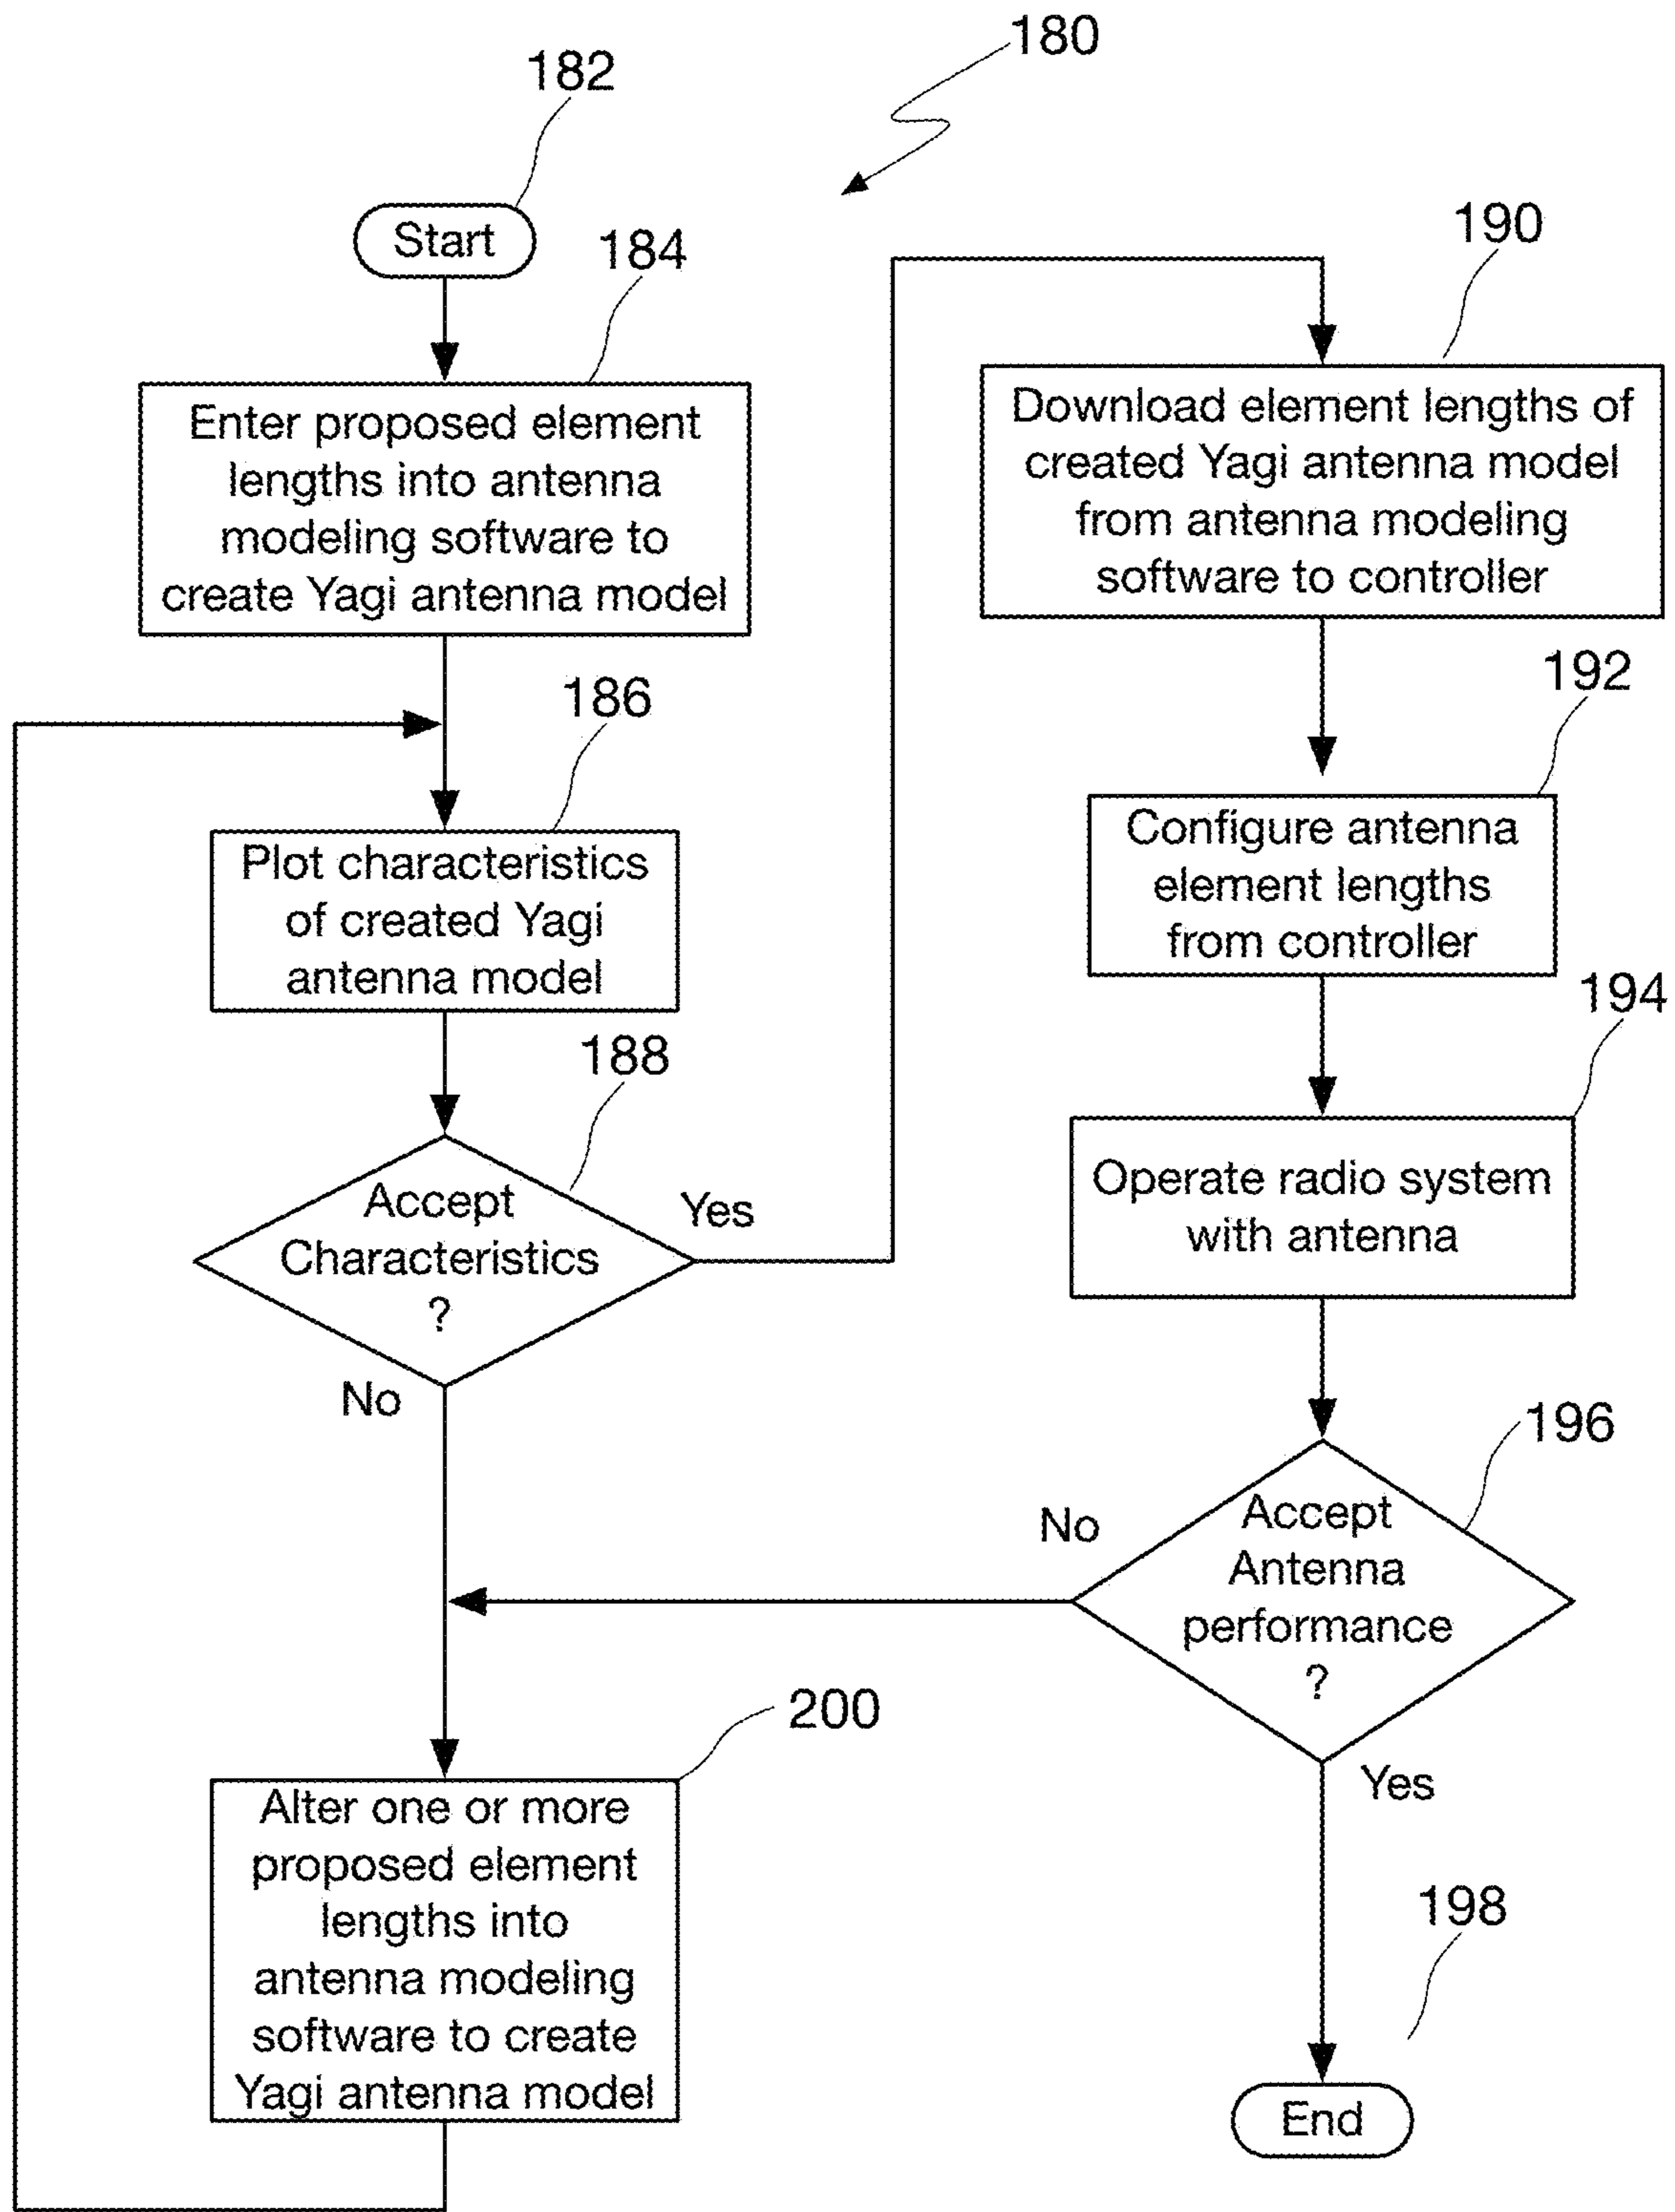 180
182
Start
184
Enter proposed element
lengths into antenna
modeling software to
create Yagi antenna model
186
Plot characteristics
of created Yagi
antenna model
188
Accept
Characteristics
?
Yes
No
200
Alter one or more
proposed element
lengths into
antenna modeling
software to create
Yagi antenna model
190
Download element lengths of
created Yagi antenna model
from antenna modeling
software to controller
192
Configure antenna
element lengths
from controller
194
Operate radio system
with antenna
196
Accept
Antenna
performance
?
No
Yes
198
End